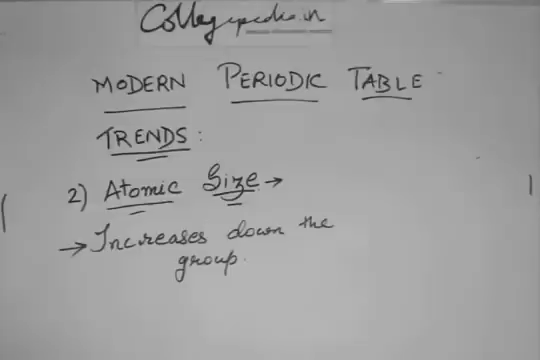 Collegepedia.in
MODERN PERIODIC TABLE
TRENDS:
2) Atomic Size →
→ Increases down the
group.